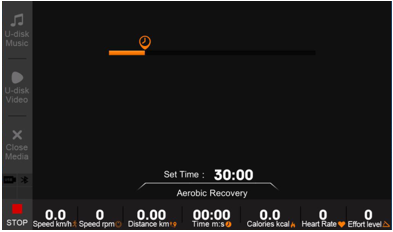 U-disk
Music
U-disk
Video
Close
Media
Set Time : 30:00
Aerobic Recovery
STOP
0.0 0 0.00 00:00 0.0 0 0
Speed km/h Speed rpm Distance km Time m:s Calories kcal Heart Rate Effort level